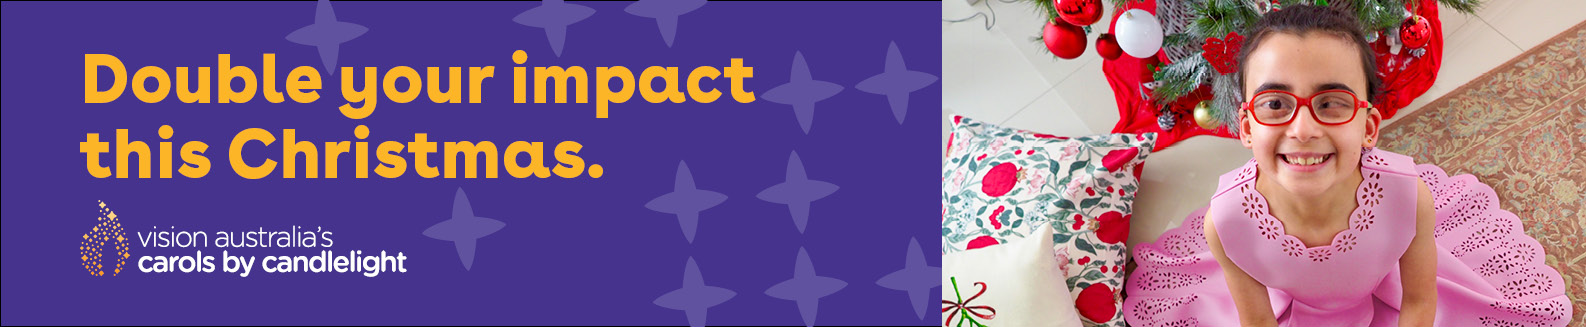 Double your impact
this Christmas.
vision australia's
carols by candlelight